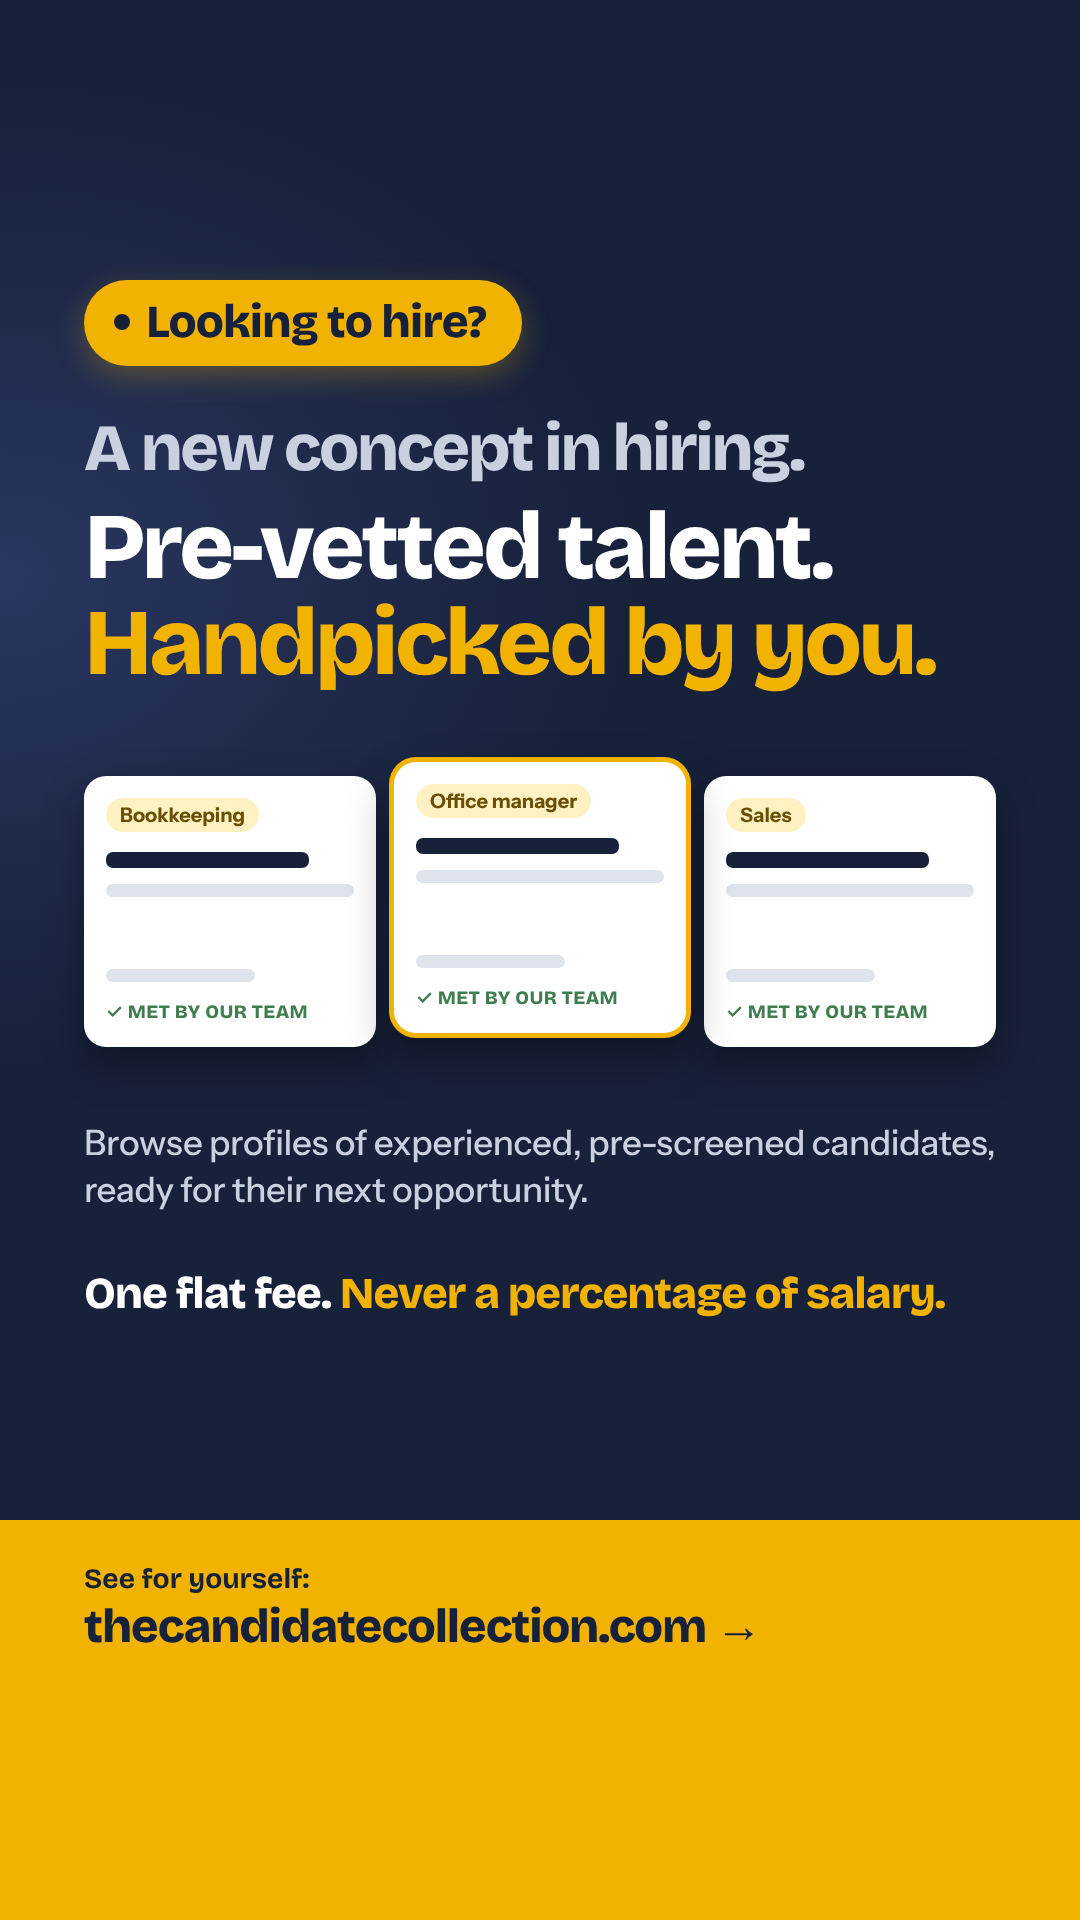 • Looking to hire?
A new concept in hiring.
Pre-vetted talent.
Handpicked by you.
Bookkeeping
✓ MET BY OUR TEAM
Office manager
✓ MET BY OUR TEAM
Sales
✓ MET BY OUR TEAM
Browse profiles of experienced, pre-screened candidates,
ready for their next opportunity.
One flat fee. Never a percentage of salary.
See for yourself:
thecandidatecollection.com →